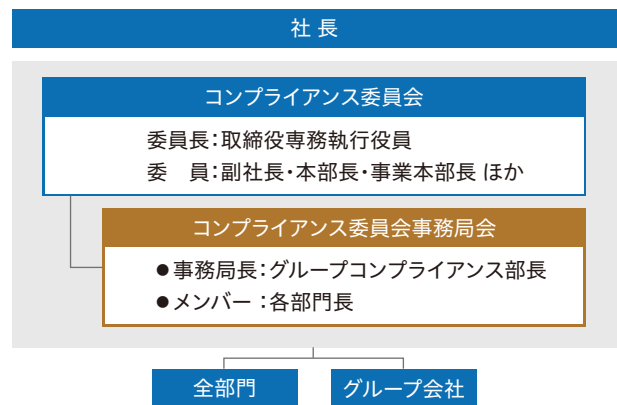 社 長
コンプライアンス委員会
委員長：取締役専務執行役員
委　員：副社長・本部長・事業本部長 ほか
コンプライアンス委員会事務局会
●事務局長：グループコンプライアンス部長
●メンバー ：各部門長
全部門
グループ会社